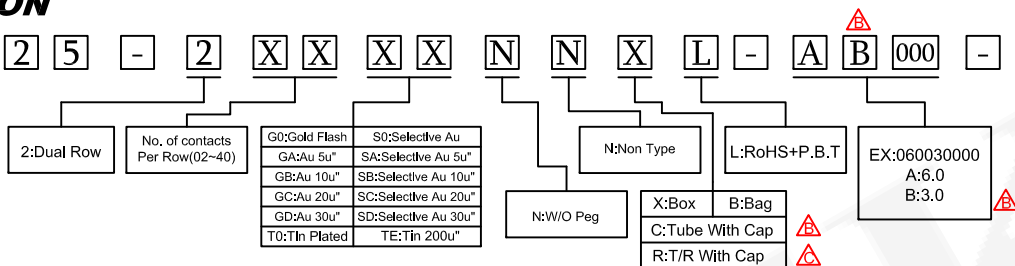 ON
B
2 5 - 2 X X X X N N X L - A B 000 -
2:Dual Row
No. of contacts
Per Row(02~40)
G0:Gold Flash S0:Selective Au
GA:Au 5u" SA:Selective Au 5u"
GB:Au 10u" SB:Selective Au 10u"
GC:Au 20u" SC:Selective Au 20u"
GD:Au 30u" SD:Selective Au 30u"
T0:Tin Plated TE:Tin 200u"
N:W/O Peg
N:Non Type
X:Box B:Bag
C:Tube With Cap B
R:T/R With Cap C
L:RoHS+P.B.T
EX:060030000
A:6.0
B:3.0 B